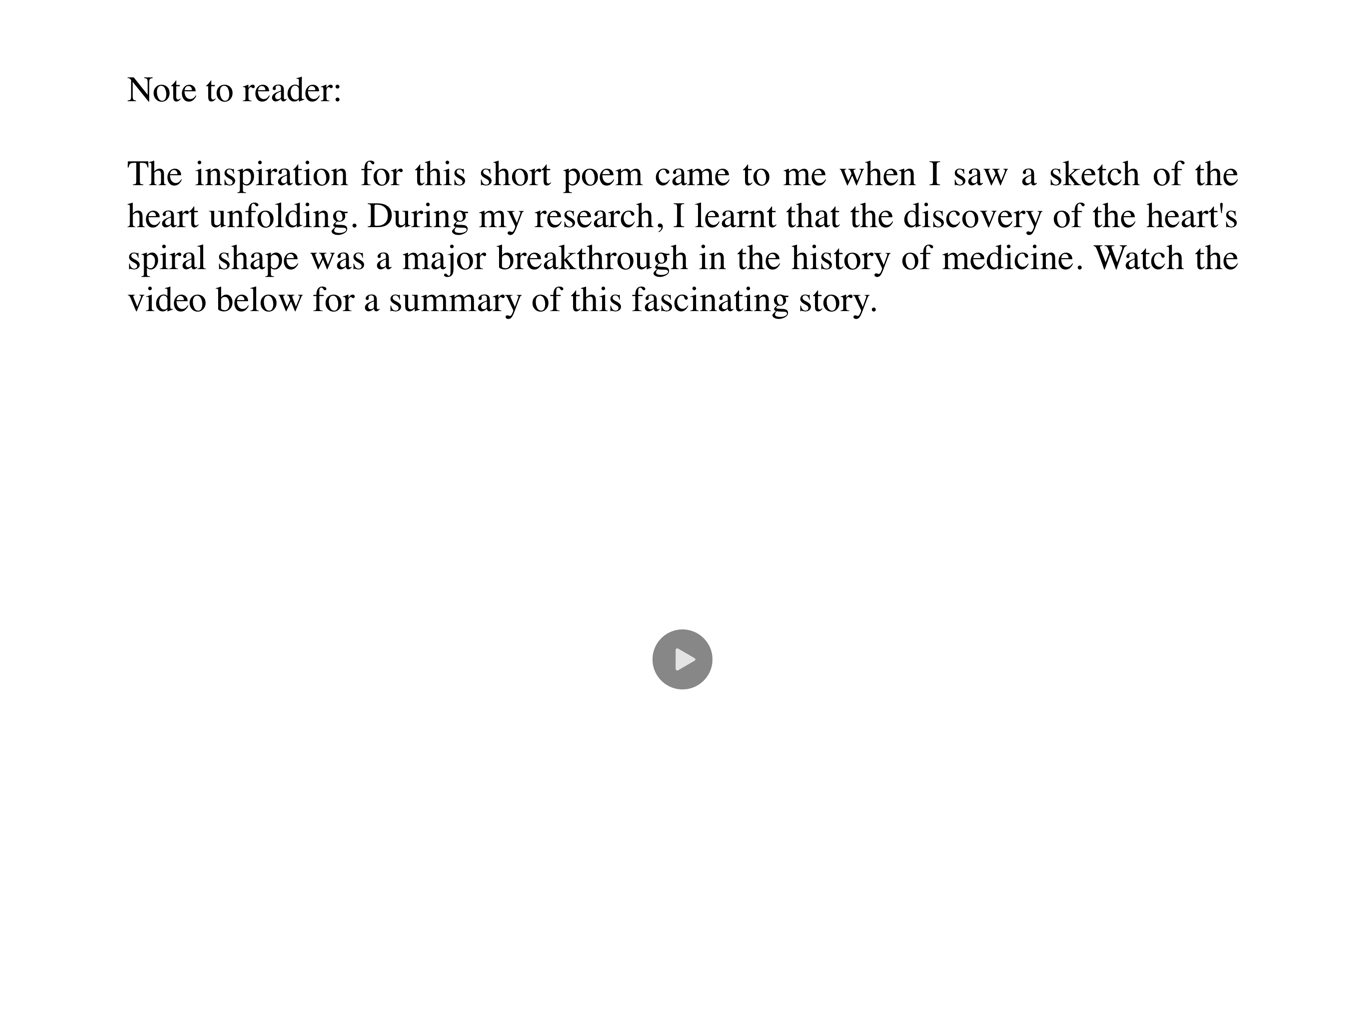 Note to reader:
The inspiration for this short poem came to me when I saw a sketch of the
heart unfolding. During my research, I learnt that the discovery of the heart's
spiral shape was a major breakthrough in the history of medicine. Watch the
video below for a summary of this fascinating story.